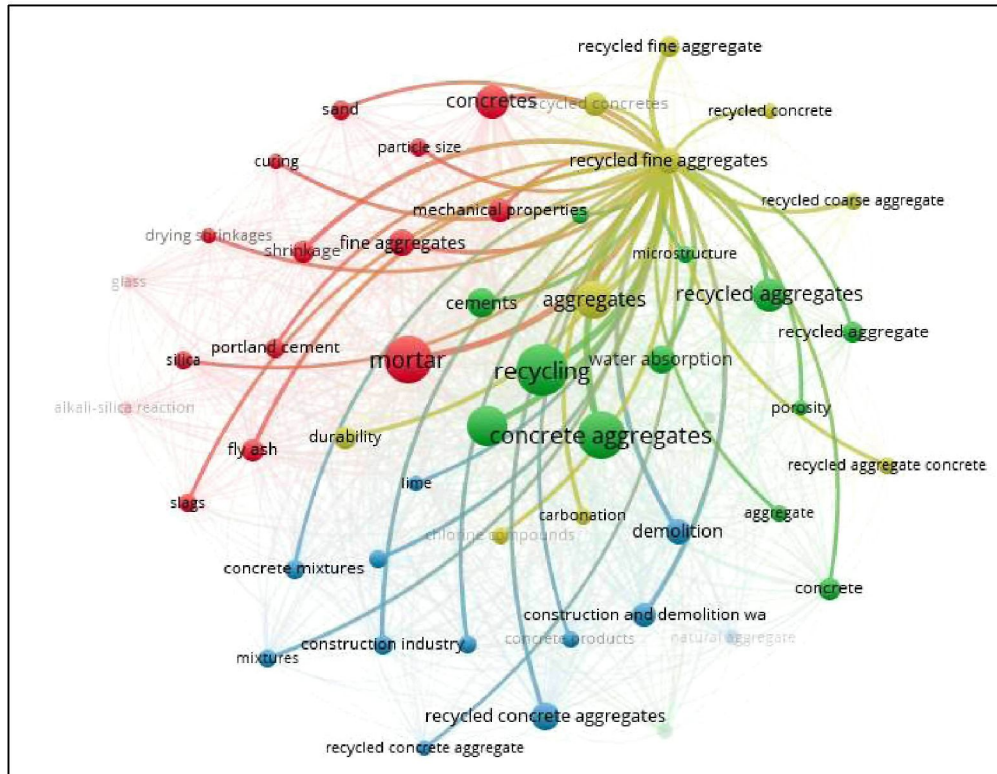 recycled fine aggregate
concretes
recycled concretes
sand
recycled concrete
particle size
curing
recycled fine aggregates
recycled coarse aggregate
mechanical properties
drying shrinkages
shrinkage
fine aggregates
microstructure
glass
cements
aggregates
recycled aggregates
recycled aggregate
portland cement
silica
mortar
recycling
water absorption
alkali-silica reaction
porosity
durability
concrete aggregates
fly ash
recycled aggregate concrete
lime
slags
carbonation
aggregate
chlorine compounds
demolition
concrete mixtures
concrete
construction and demolition wa
mixtures
construction industry
concrete products
natural aggregate
recycled concrete aggregates
recycled concrete aggregate